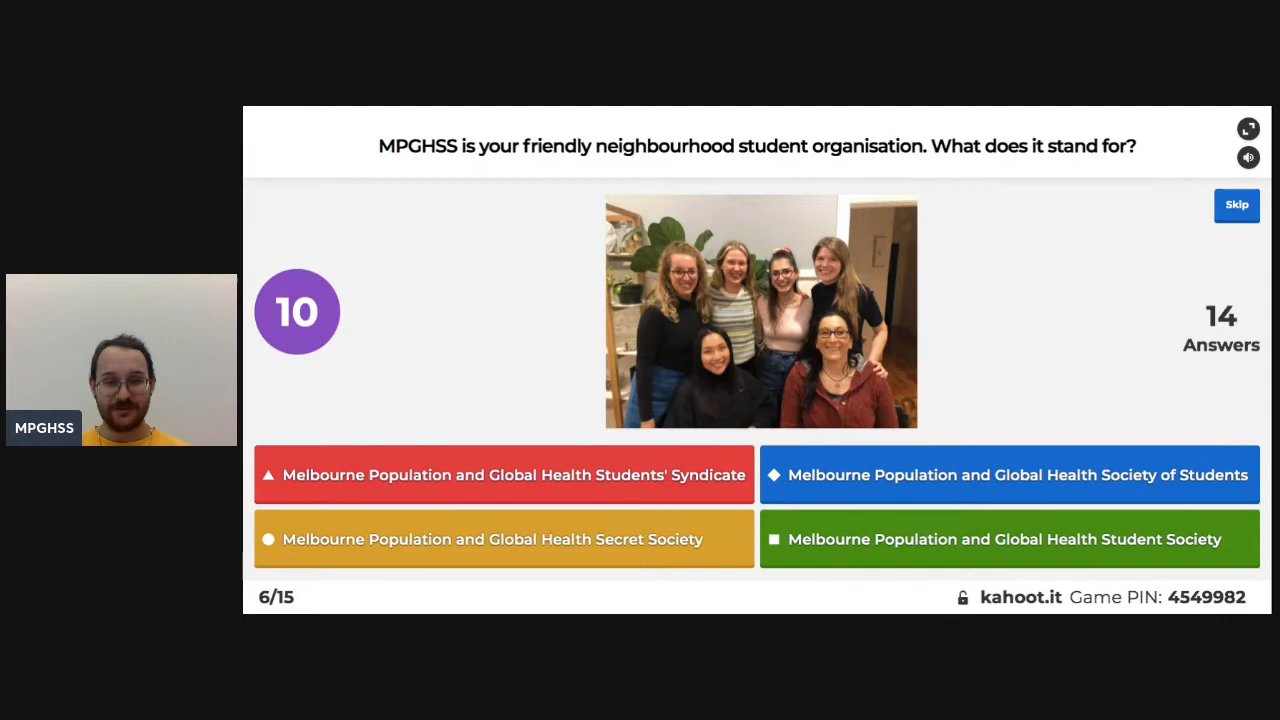 MPGHSS is your friendly neighbourhood student organisation. What does it stand for?
Skip
10
14
Answers
MPGHSS
Melbourne Population and Global Health Students' Syndicate
Melbourne Population and Global Health Society of Students
Melbourne Population and Global Health Secret Society
Melbourne Population and Global Health Student Society
6/15
kahoot.it Game PIN: 4549982